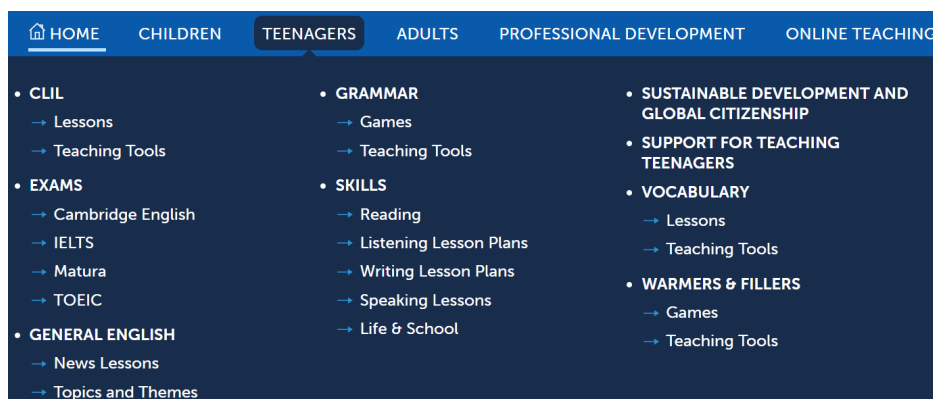 HOME CHILDREN TEENAGERS ADULTS PROFESSIONAL DEVELOPMENT ONLINE TEACHING
• CLIL
→ Lessons
→ Teaching Tools
• EXAMS
→ Cambridge English
→ IELTS
→ Matura
→ TOEIC
• GENERAL ENGLISH
→ News Lessons
→ Topics and Themes
• GRAMMAR
→ Games
→ Teaching Tools
• SKILLS
→ Reading
→ Listening Lesson Plans
→ Writing Lesson Plans
→ Speaking Lessons
→ Life & School
• SUSTAINABLE DEVELOPMENT AND
GLOBAL CITIZENSHIP
• SUPPORT FOR TEACHING
TEENAGERS
• VOCABULARY
→ Lessons
→ Teaching Tools
• WARMERS & FILLERS
→ Games
→ Teaching Tools